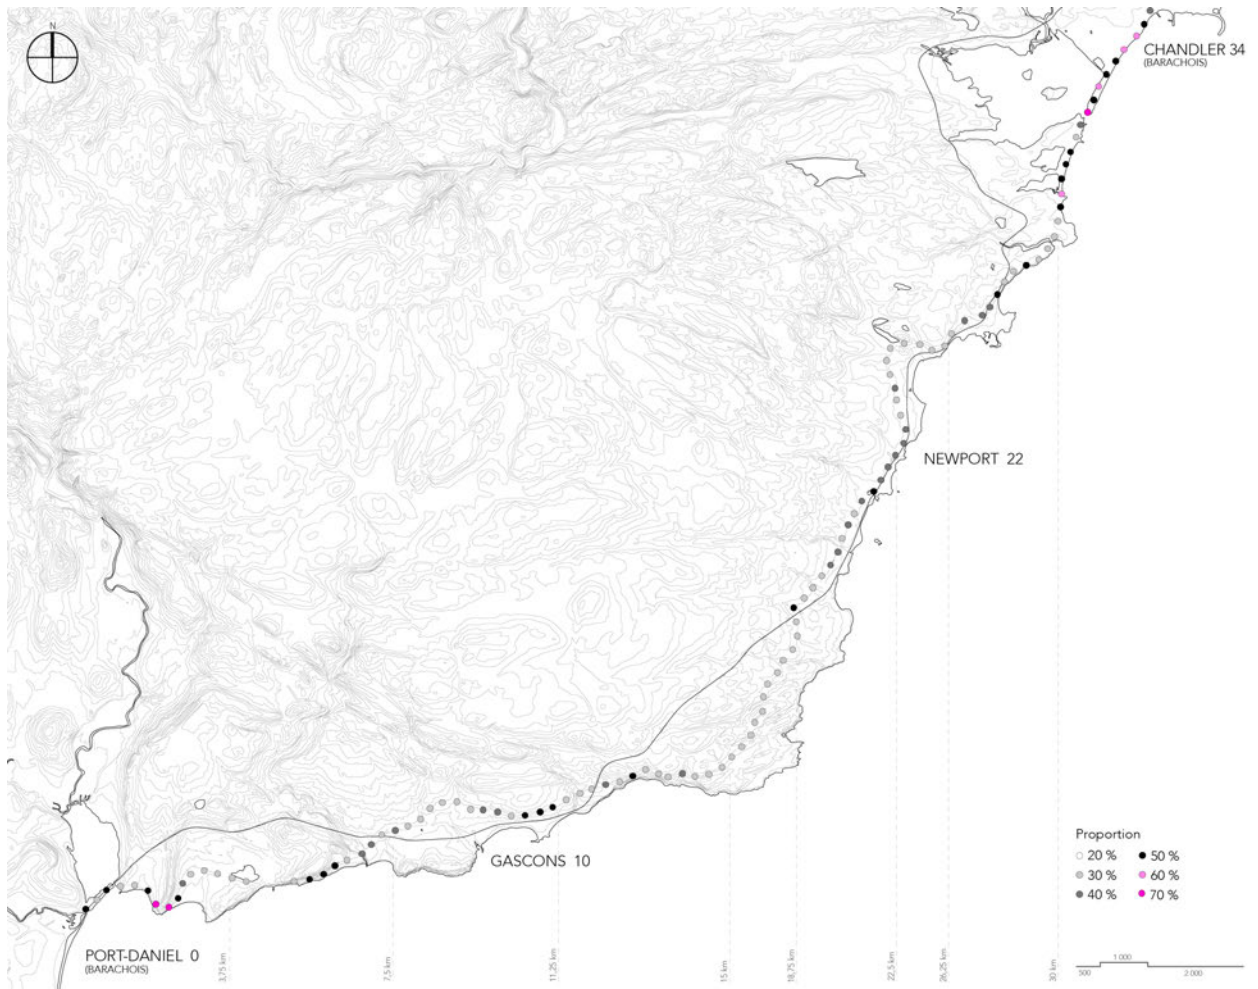 N
CHANDLER 34
(BARACHOIS)
NEWPORT 22
GASCONS 10
PORT-DANIEL 0
(BARACHOIS)
3,75 km
7,5 km
11,25 km
15 km
18,75 km
22,5 km
26,25 km
30 km
Proportion
20 %
50 %
30 %
60 %
40 %
70 %
1 000
500
2 000